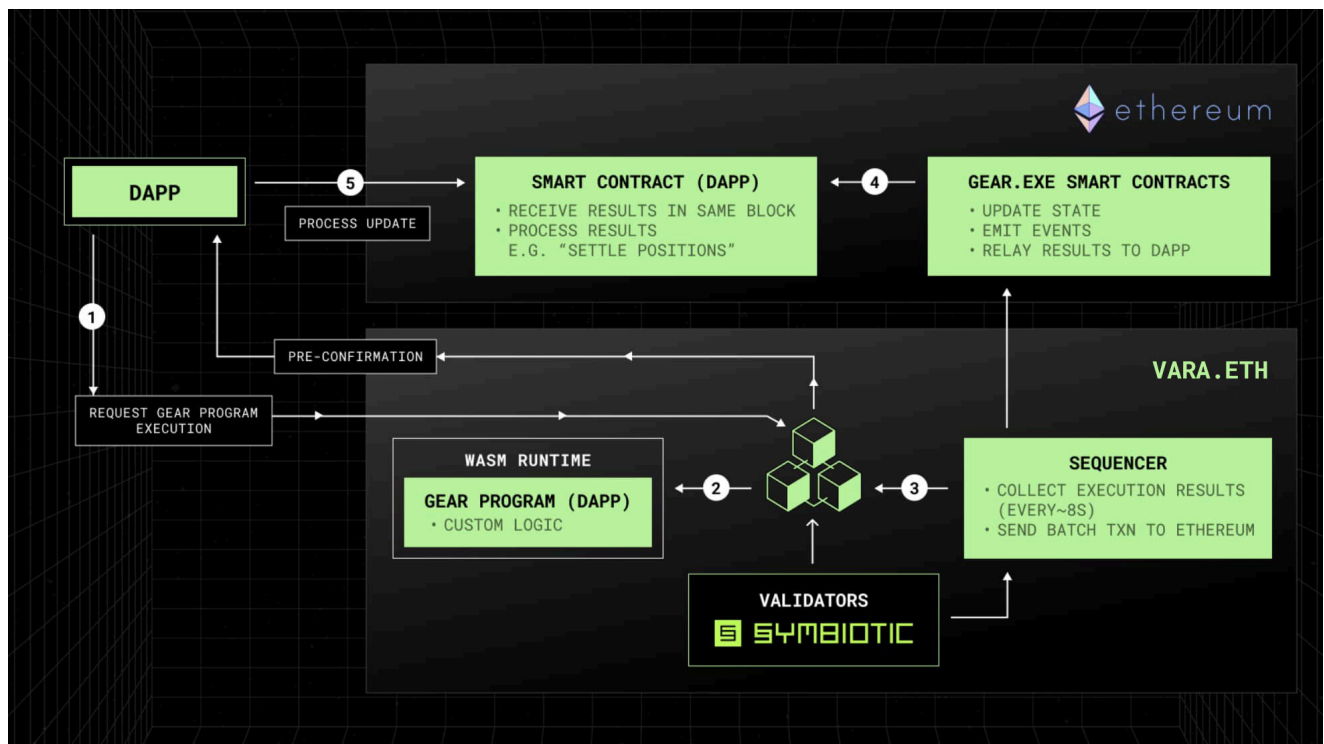 ethereum
DAPP
5
PROCESS UPDATE
SMART CONTRACT (DAPP)
• RECEIVE RESULTS IN SAME BLOCK
• PROCESS RESULTS
E.G. “SETTLE POSITIONS”
4
GEAR.EXE SMART CONTRACTS
• UPDATE STATE
• EMIT EVENTS
• RELAY RESULTS TO DAPP
1
PRE-CONFIRMATION
VARA.ETH
REQUEST GEAR PROGRAM
EXECUTION
WASM RUNTIME
GEAR PROGRAM (DAPP)
• CUSTOM LOGIC
2
3
SEQUENCER
• COLLECT EXECUTION RESULTS
(EVERY~8S)
• SEND BATCH TXN TO ETHEREUM
VALIDATORS
SYMBIOTIC